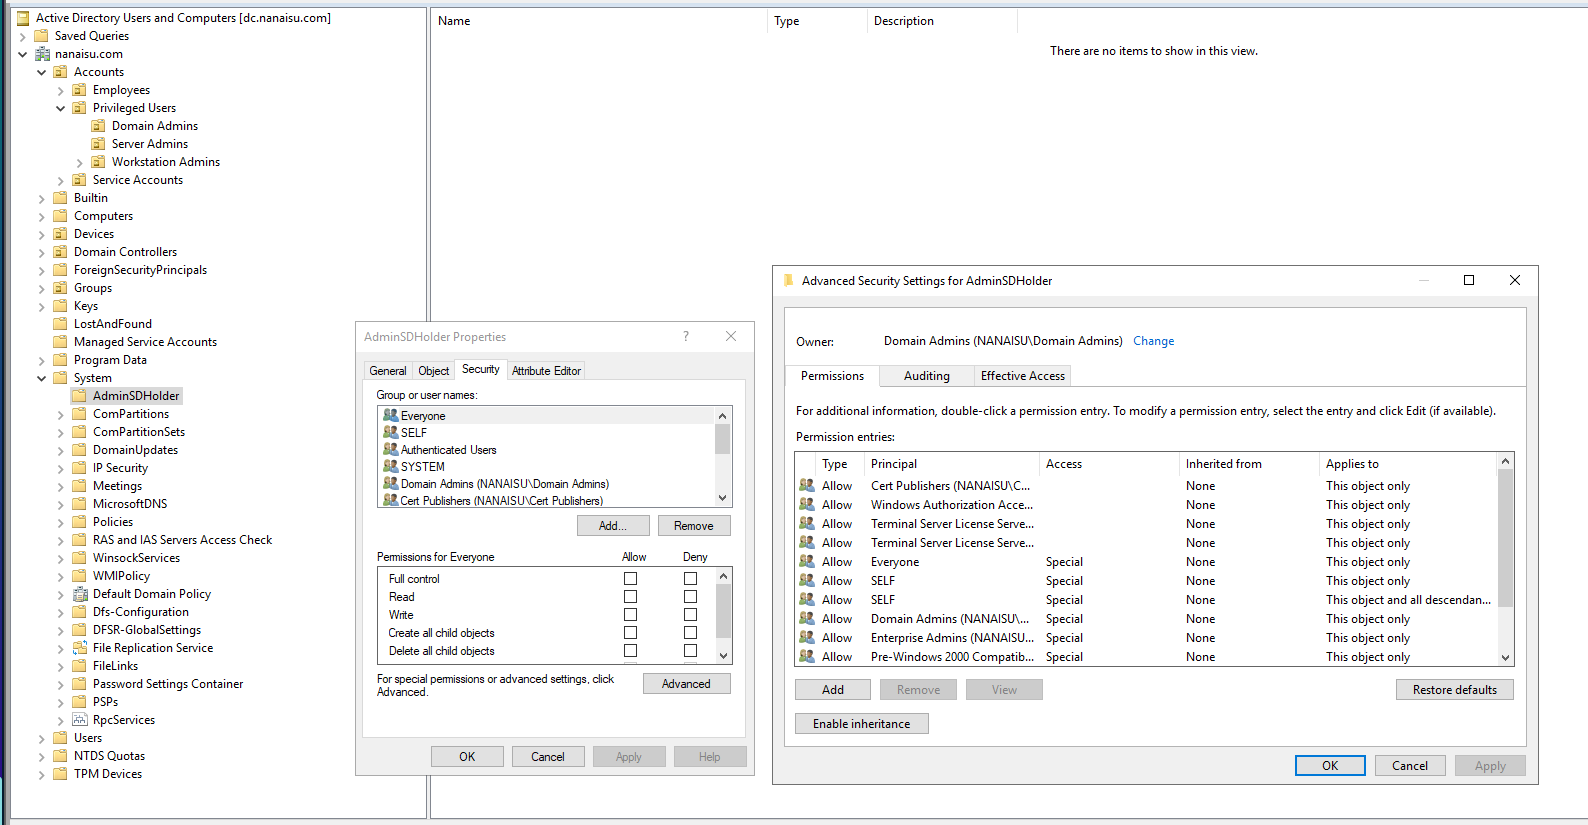 Active Directory Users and Computers [dc.nanaisu.com]
Saved Queries
nanaisu.com
Accounts
Employees
Privileged Users
Domain Admins
Server Admins
Workstation Admins
Service Accounts
Builtin
Computers
Devices
Domain Controllers
ForeignSecurityPrincipals
Groups
Keys
LostAndFound
Managed Service Accounts
Program Data
System
AdminSDHolder
ComPartitions
ComPartitionSets
DomainUpdates
IP Security
Meetings
MicrosoftDNS
Policies
RAS and IAS Servers Access Check
WinsockServices
WMIPolicy
Default Domain Policy
Dfs-Configuration
DFSR-GlobalSettings
File Replication Service
FileLinks
Password Settings Container
PSPs
RpcServices
Users
NTDS Quotas
TPM Devices
Name Type Description
There are no items to show in this view.
AdminSDHolder Properties ?
General Object Security Attribute Editor
Group or user names:
Everyone
SELF
Authenticated Users
SYSTEM
Domain Admins (NANAISU\Domain Admins)
Cert Publishers (NANAISU\Cert Publishers)
Add... Remove
Permissions for Everyone Allow Deny
Full control
Read
Write
Create all child objects
Delete all child objects
For special permissions or advanced settings, click
Advanced.
Advanced
OK Cancel Apply Help
Advanced Security Settings for AdminSDHolder
Owner: Domain Admins (NANAISU\Domain Admins) Change
Permissions Auditing Effective Access
For additional information, double-click a permission entry. To modify a permission entry, select the entry and click Edit (if available).
Permission entries:
Type Principal Access Inherited from Applies to
Allow Cert Publishers (NANAISU\C... None This object only
Allow Windows Authorization Acce... None This object only
Allow Terminal Server License Serve... None This object only
Allow Terminal Server License Serve... None This object only
Allow Everyone Special None This object only
Allow SELF Special None This object only
Allow SELF Special None This object and all descendan...
Allow Domain Admins (NANAISU\... Special None This object only
Allow Enterprise Admins (NANAISU... Special None This object only
Allow Pre-Windows 2000 Compatib... Special None This object only
Add Remove View Restore defaults
Enable inheritance
OK Cancel Apply